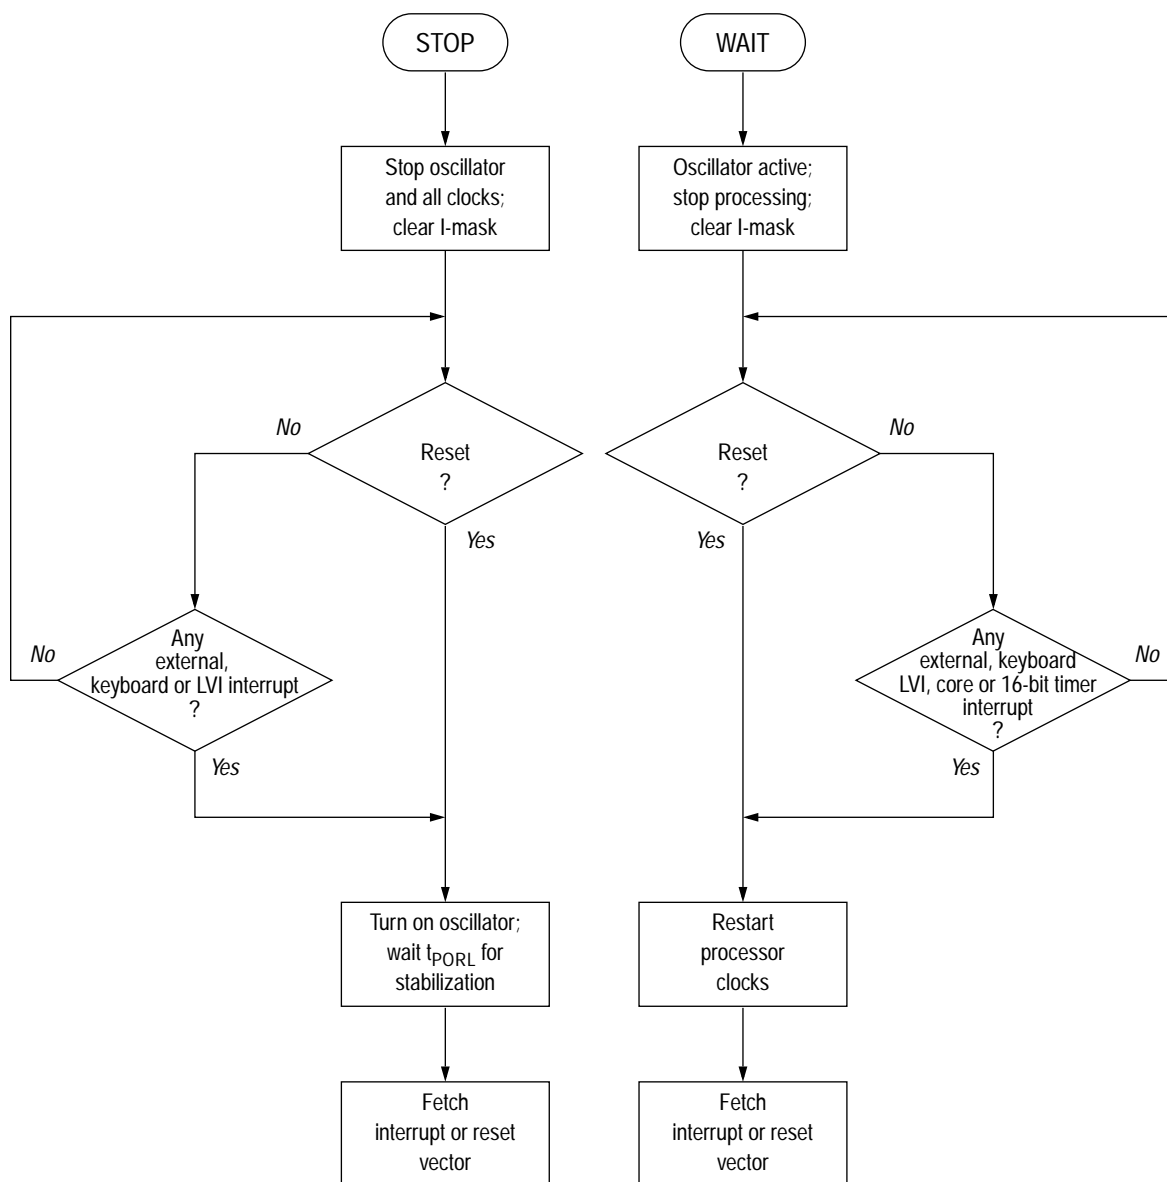 STOP
WAIT
Stop oscillator
and all clocks;
clear I-mask
Oscillator active;
stop processing;
clear I-mask
No
Reset
?
Yes
Reset
?
No
Yes
No
Any
external,
keyboard or LVI interrupt
?
Yes
Any
external, keyboard
LVI, core or 16-bit timer
interrupt
?
No
Yes
Turn on oscillator;
wait tPORL for
stabilization
Restart
processor
clocks
Fetch
interrupt or reset
vector
Fetch
interrupt or reset
vector